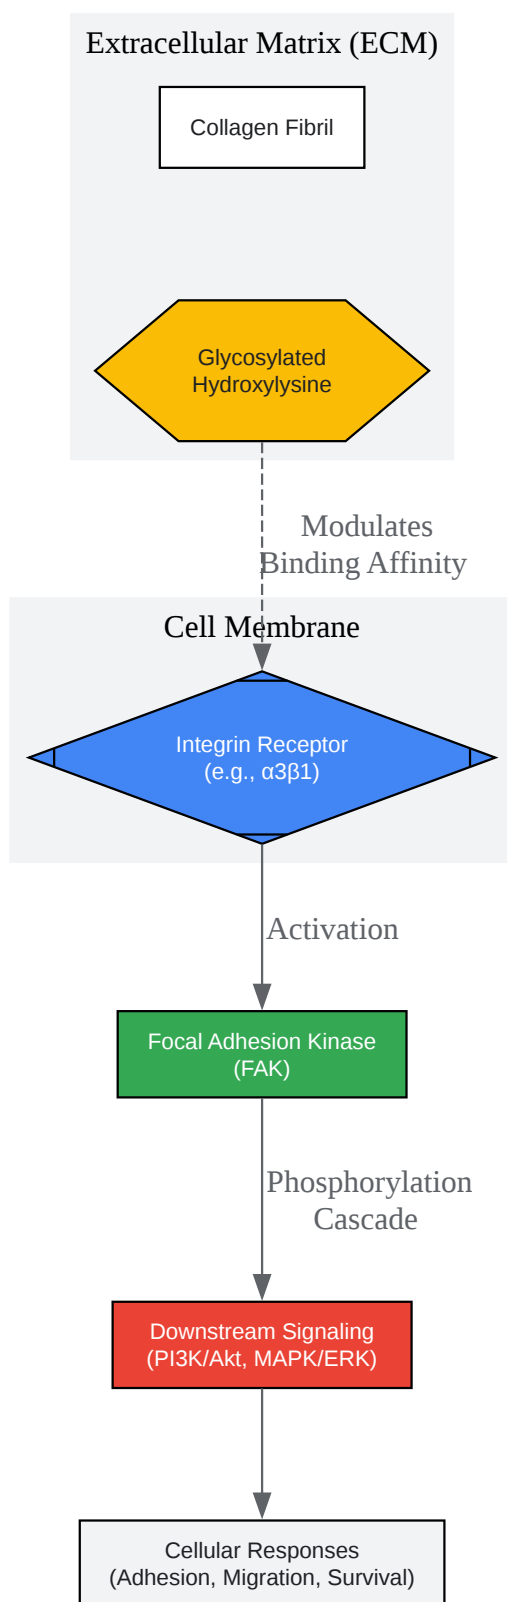 Extracellular Matrix (ECM)
Collagen Fibril
Glycosylated
Hydroxylysine
Modulates
Binding Affinity
Cell Membrane
Integrin Receptor
(e.g., α3β1)
Activation
Focal Adhesion Kinase
(FAK)
Phosphorylation
Cascade
Downstream Signaling
(PI3K/Akt, MAPK/ERK)
Cellular Responses
(Adhesion, Migration, Survival)